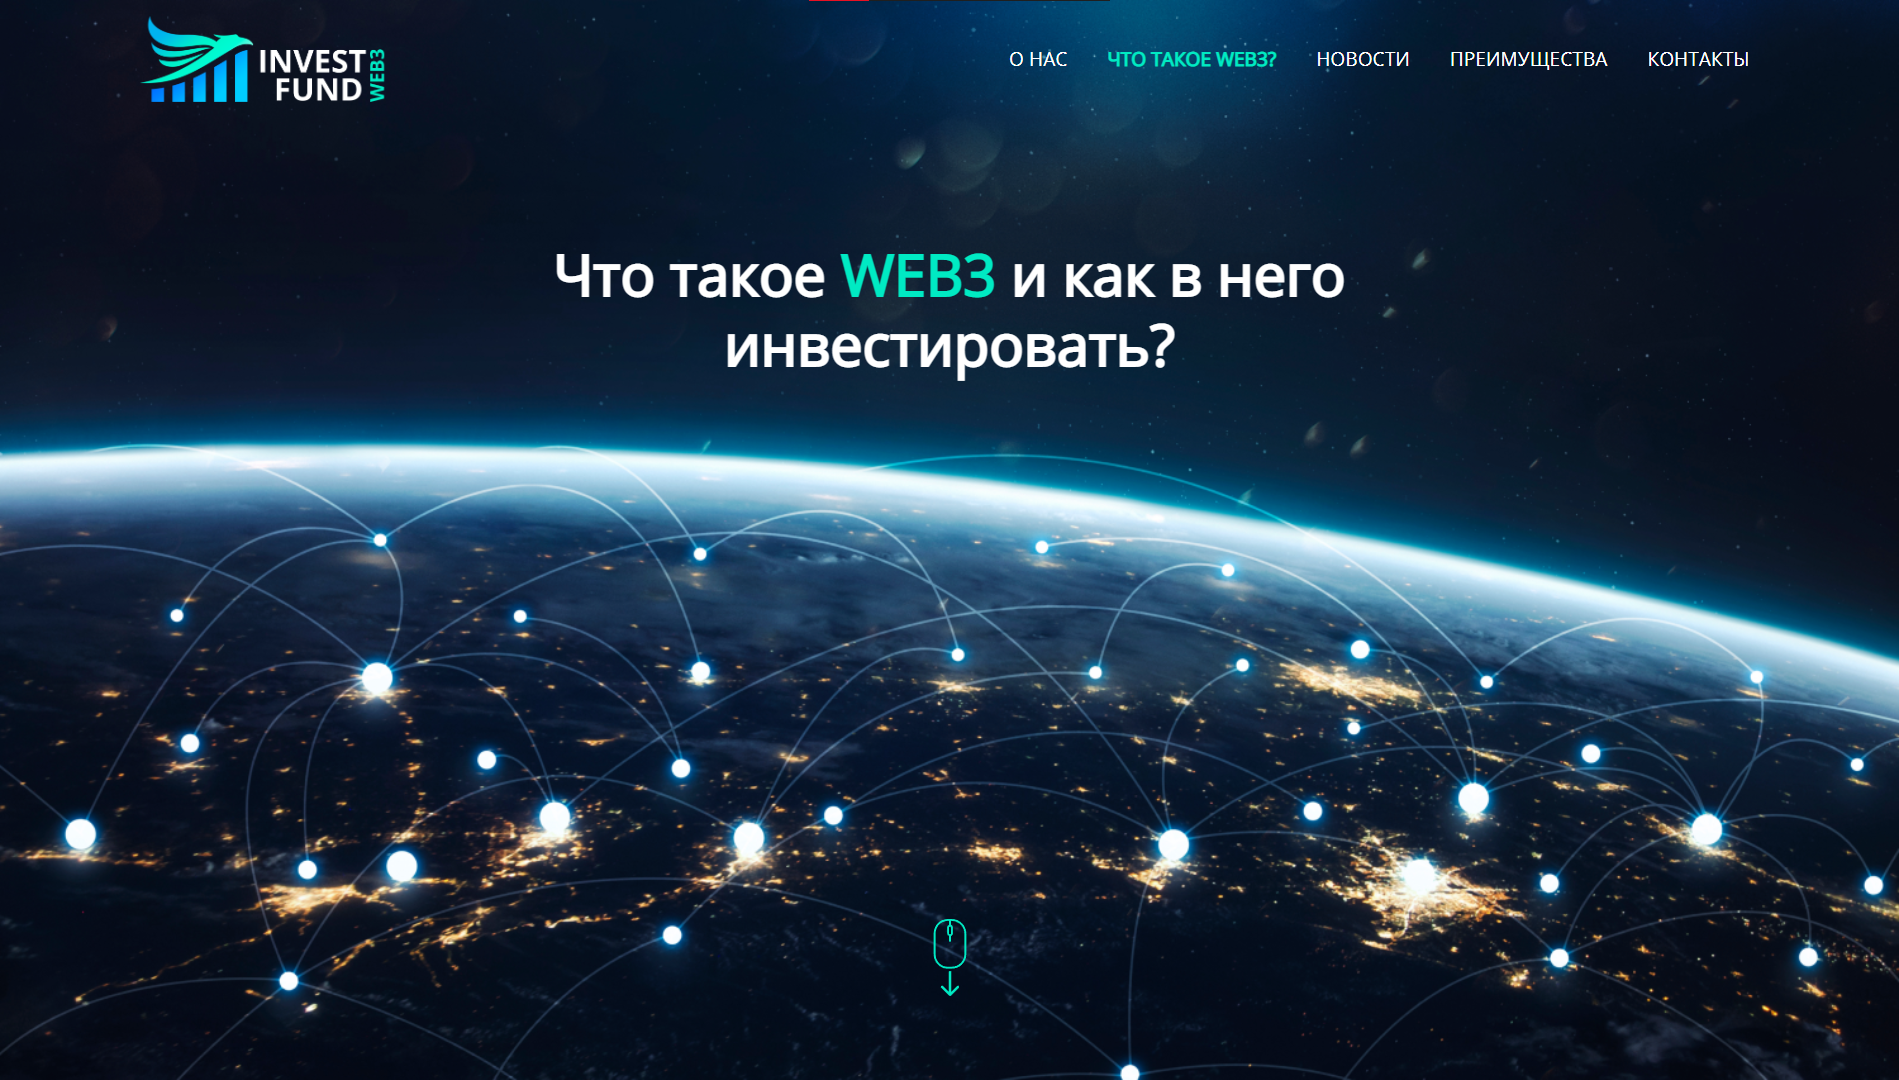 INVEST
FUND
WEB3
О НАС
ЧТО ТАКОЕ WEB3?
НОВОСТИ
ПРЕИМУЩЕСТВА
КОНТАКТЫ
Что такое WEB3 и как в него
инвестировать?